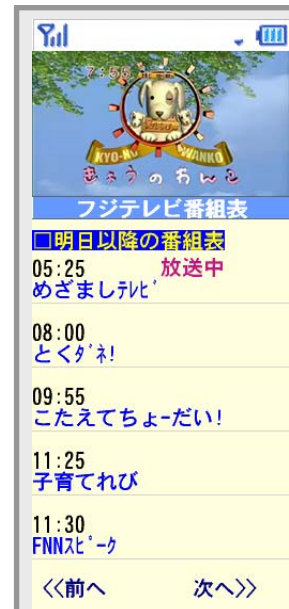 7:55
KYO-NO WANKO
きょうのわんこ
フジテレビ番組表
□明日以降の番組表
05:25 放送中
めざましﾃﾚﾋﾞ
08:00
とくﾀﾞﾈ!
09:55
こたえてちょーだい!
11:25
子育てれび
11:30
FNNｽﾋﾟｰｸ
<<前へ 次へ>>